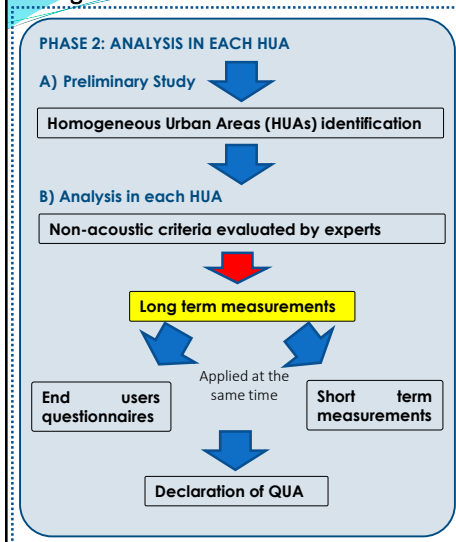 PHASE 2: ANALYSIS IN EACH HUA
A) Preliminary Study
Homogeneous Urban Areas (HUAs) identification
B) Analysis in each HUA
Non-acoustic criteria evaluated by experts
Long term measurements
Applied at the
same time
End users
questionnaires
Short term
measurements
Declaration of QUA